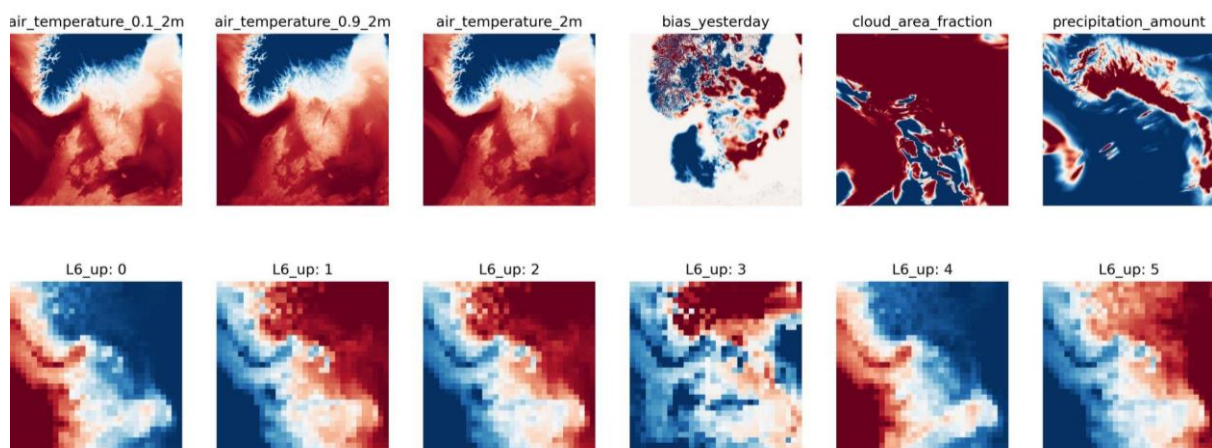 air_temperature_0.1_2m air_temperature_0.9_2m air_temperature_2m bias_yesterday cloud_area_fraction precipitation_amount
L6_up: 0 L6_up: 1 L6_up: 2 L6_up: 3 L6_up: 4 L6_up: 5